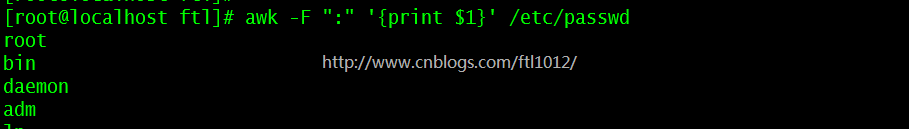 [root@localhost ftl]# awk -F ":" '{print $1}' /etc/passwd
root
bin
http://www.cnblogs.com/ftl1012/
daemon
adm